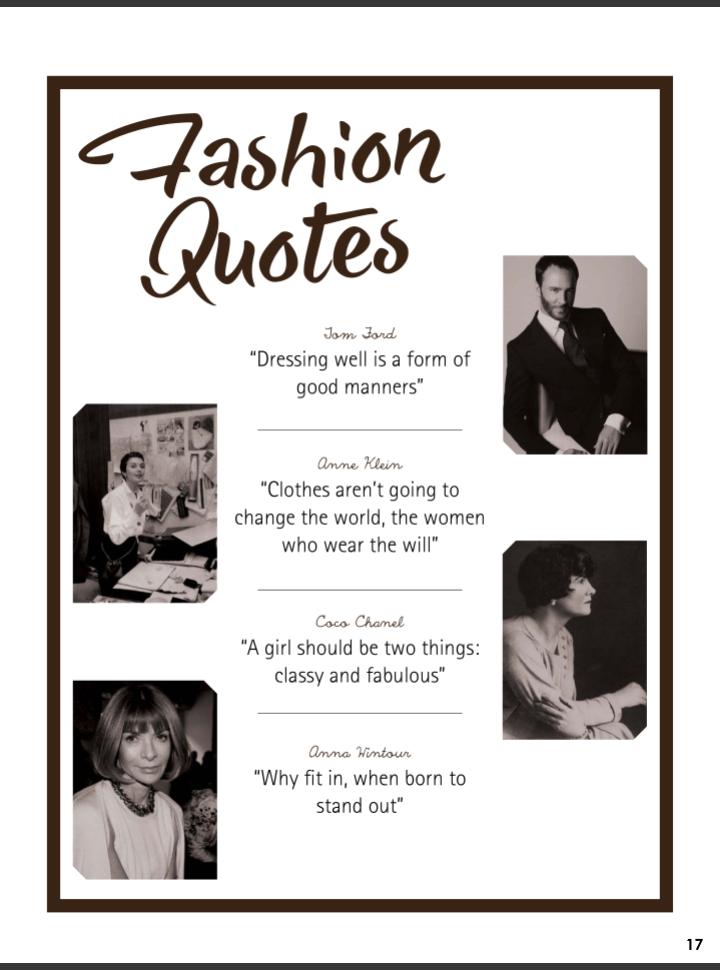 Fashion
Quotes
Tom Ford
“Dressing well is a form of
good manners”
Anne Klein
“Clothes aren’t going to
change the world, the women
who wear the will”
Coco Chanel
“A girl should be two things:
classy and fabulous”
Anna Wintour
“Why fit in, when born to
stand out”
17